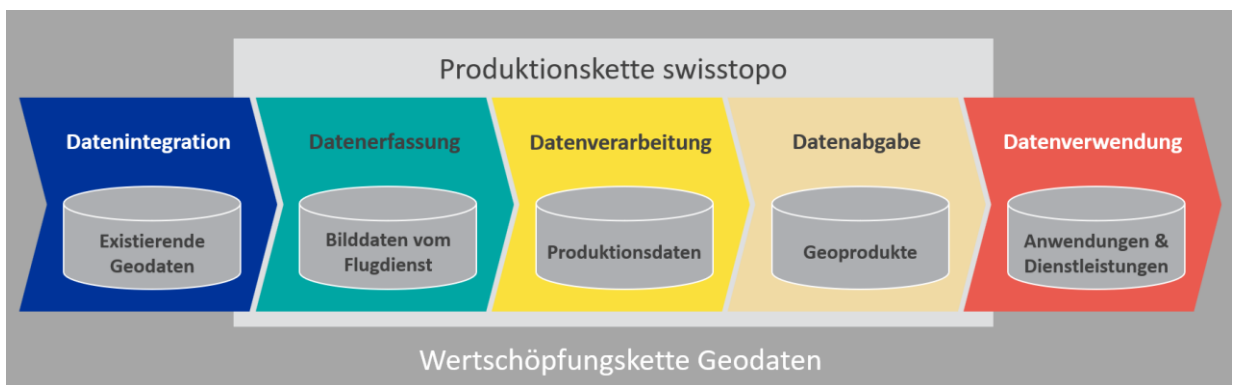 Produktionskette swisstopo
Datenintegration
Datenerfassung
Datenverarbeitung
Datenabgabe
Datenverwendung
Existierende
Geodaten
Bilddaten vom
Flugdienst
Produktionsdaten
Geoprodukte
Anwendungen &
Dienstleistungen
Wertschöpfungskette Geodaten